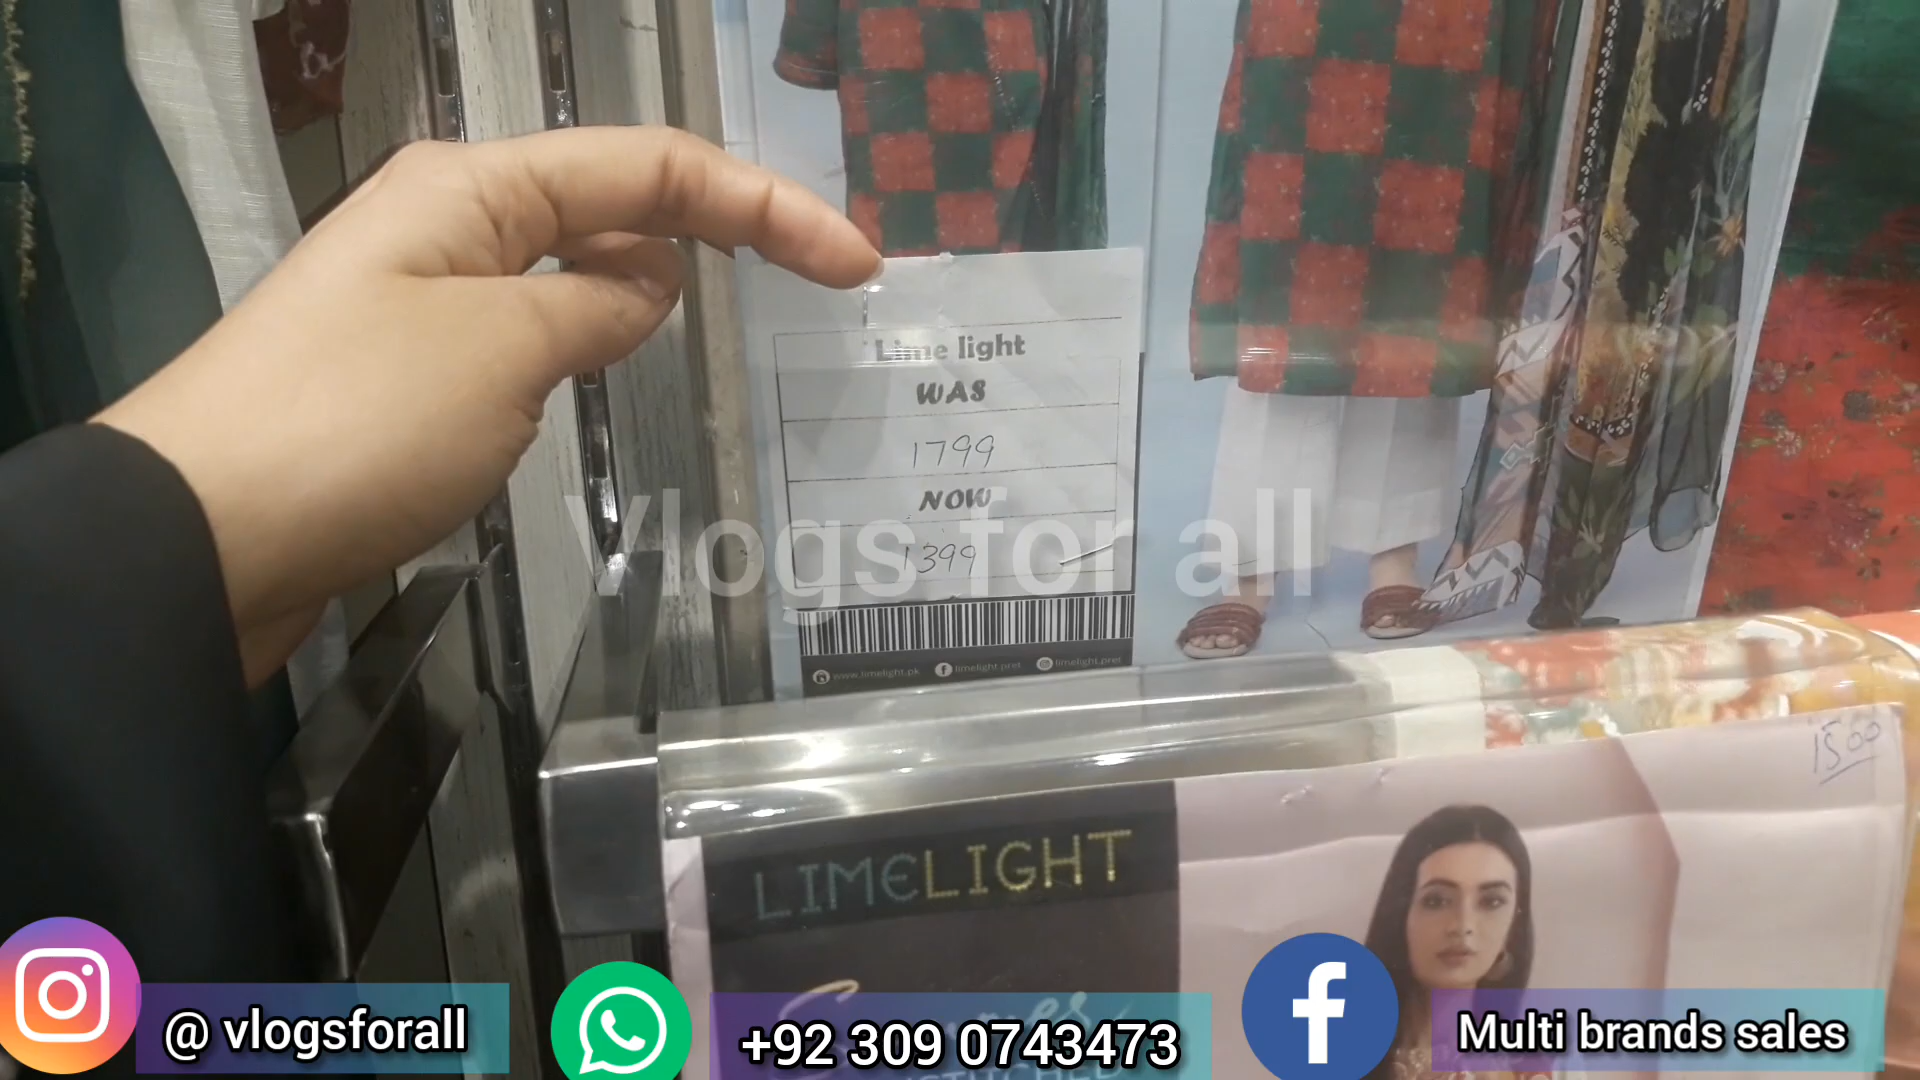 Lime light
WAS
1799
NOW
1399
Vlogs for all
www.limelight.pk limelight.pret limelight.pret
1500
LIMELIGHT
@ vlogsforall
+92 309 0743473
Multi brands sales